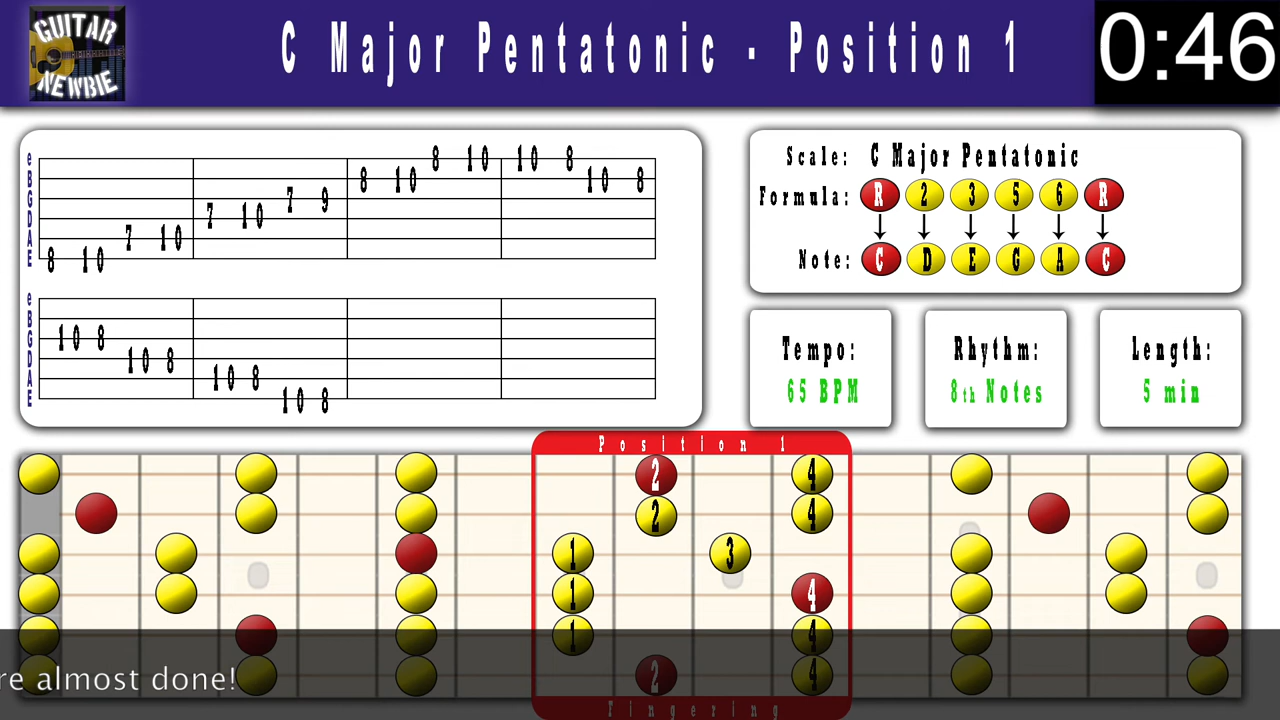 GUITAR
NEWBIE
C Major Pentatonic - Position 1
0:46
e
B
G
D
A
E
8 10 7 10 7 10 7 9 8 10 8 10 10 8 10 8
e
B
G
D
A
E
10 8 10 8 10 8 10 8
Scale: C Major Pentatonic
Formula: R 2 3 5 6 R
Note: C D E G A C
Tempo:
65 BPM
Rhythm:
8th Notes
Length:
5 min
Position 1
2 4
2 4
1 3
1 4
1 4
2 4
Fingering
re almost done!